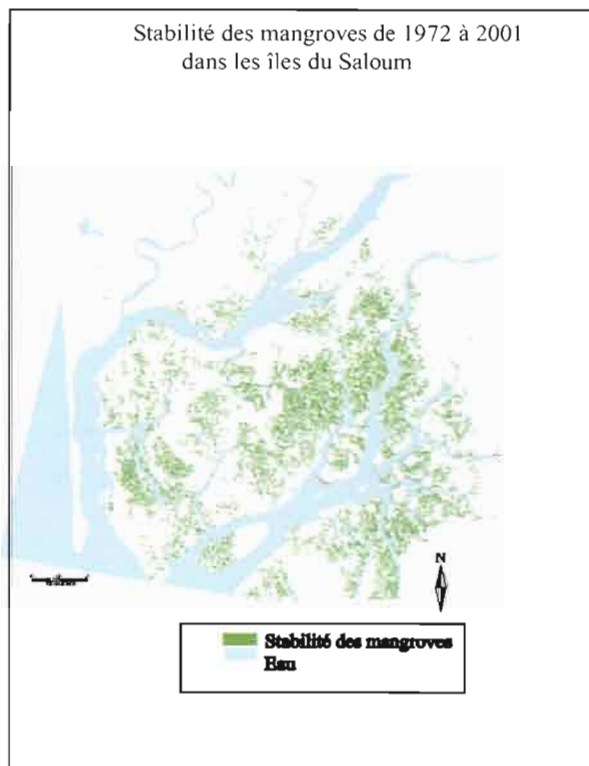 Stabilité des mangroves de 1972 à 2001
dans les îles du Saloum
N
Stabilité des mangroves
Eau